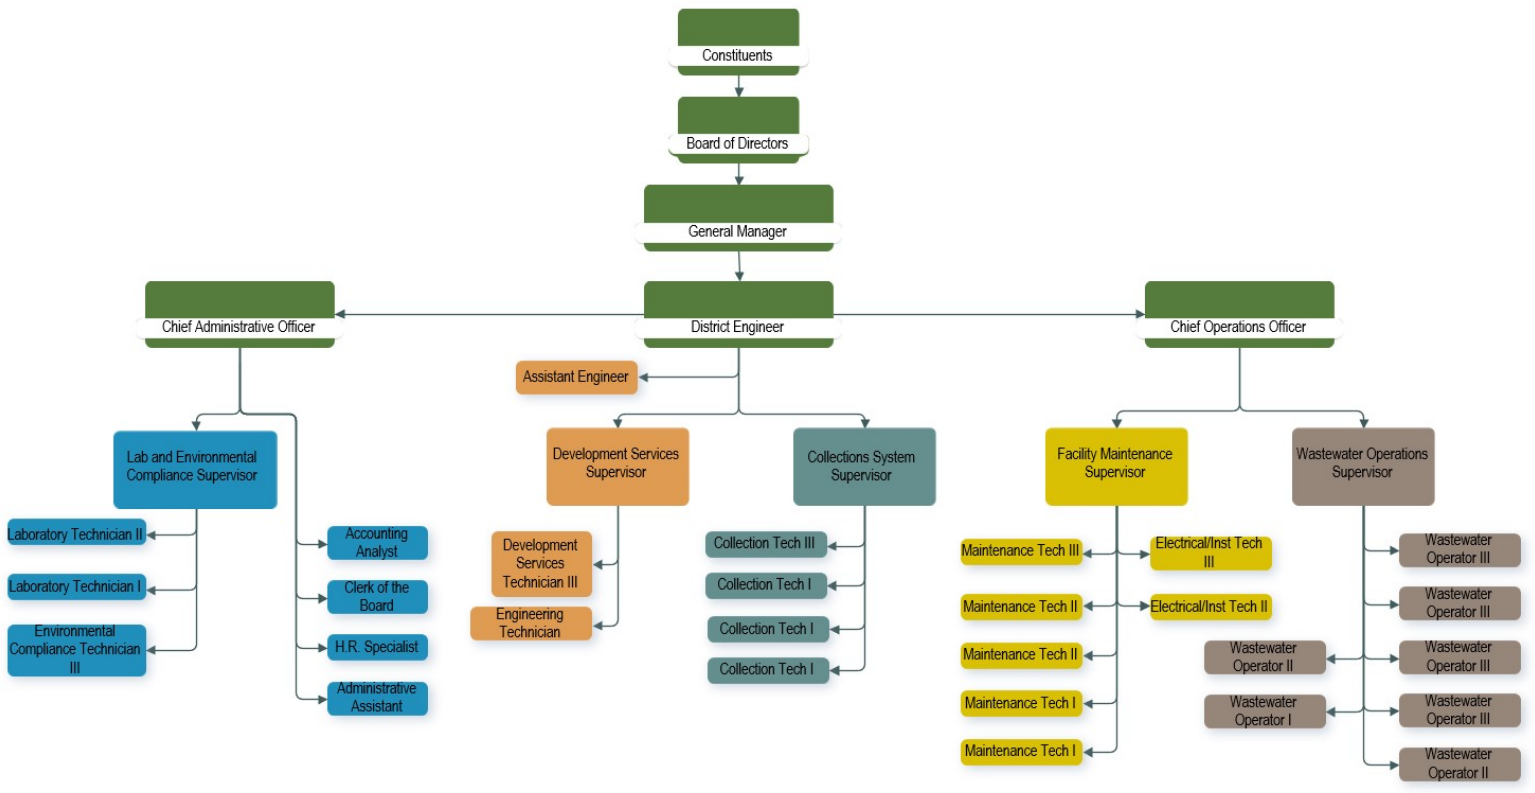 Constituents
Board of Directors
General Manager
Chief Administrative Officer
District Engineer
Chief Operations Officer
Assistant Engineer
Lab and Environmental
Compliance Supervisor
Development Services
Supervisor
Collections System
Supervisor
Facility Maintenance
Supervisor
Wastewater Operations
Supervisor
Laboratory Technician II
Laboratory Technician I
Environmental
Compliance Technician
III
Accounting
Analyst
Clerk of the
Board
H.R. Specialist
Administrative
Assistant
Development
Services
Technician III
Engineering
Technician
Collection Tech III
Collection Tech I
Collection Tech I
Collection Tech I
Maintenance Tech III
Maintenance Tech II
Maintenance Tech II
Maintenance Tech I
Maintenance Tech I
Electrical/Inst Tech
III
Electrical/Inst Tech II
Wastewater
Operator II
Wastewater
Operator I
Wastewater
Operator III
Wastewater
Operator III
Wastewater
Operator III
Wastewater
Operator III
Wastewater
Operator II